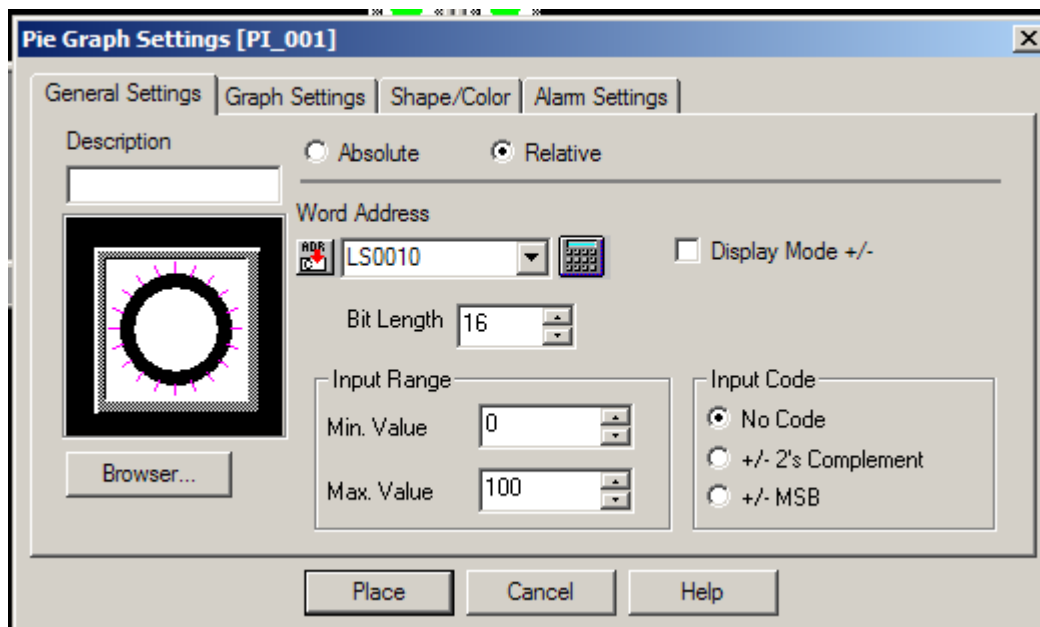 Pie Graph Settings [PI_001]
General Settings
Graph Settings
Shape/Color
Alarm Settings
Description
Absolute
Relative
Word Address
ADR
C
LS0010
Display Mode +/-
Bit Length
16
Input Range
Min. Value
0
Max. Value
100
Input Code
No Code
+/- 2's Complement
+/- MSB
Browser...
Place
Cancel
Help